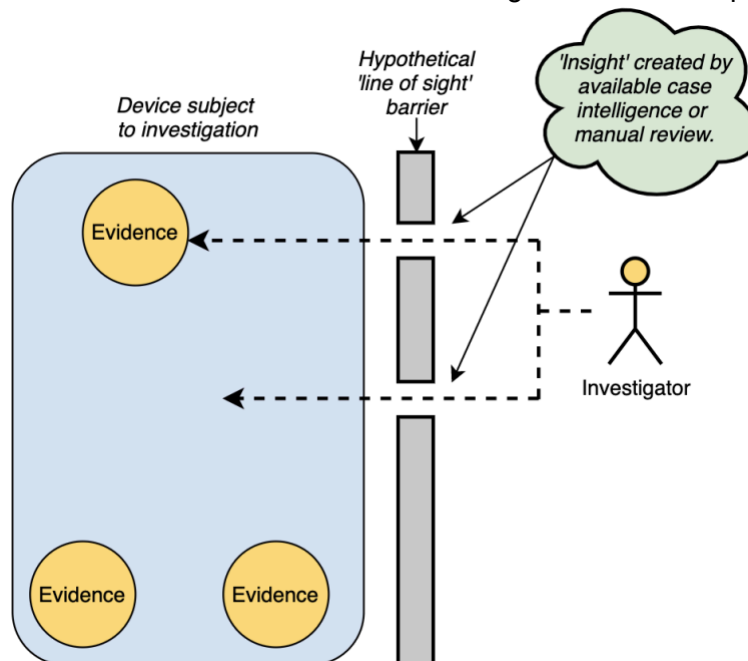 Hypothetical
'line of sight'
barrier
'Insight' created by
available case
intelligence or
manual review.
Device subject
to investigation
Evidence
Investigator
Evidence
Evidence